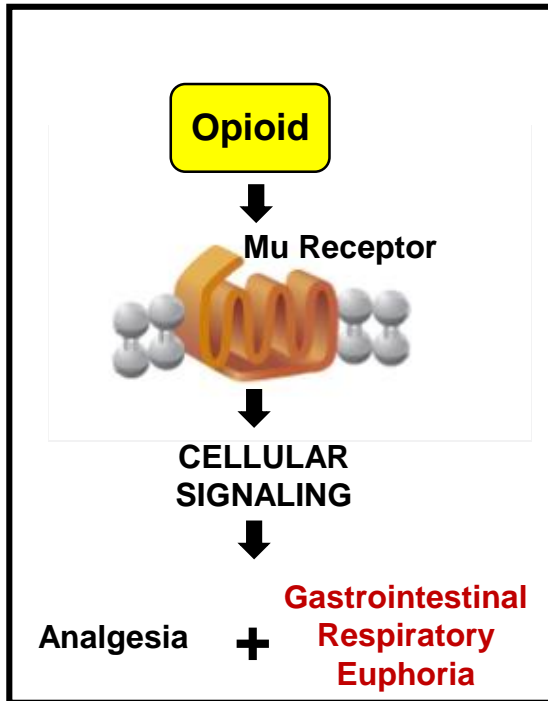 Opioid
Mu Receptor
CELLULAR
SIGNALING
Analgesia
+
Gastrointestinal
Respiratory
Euphoria